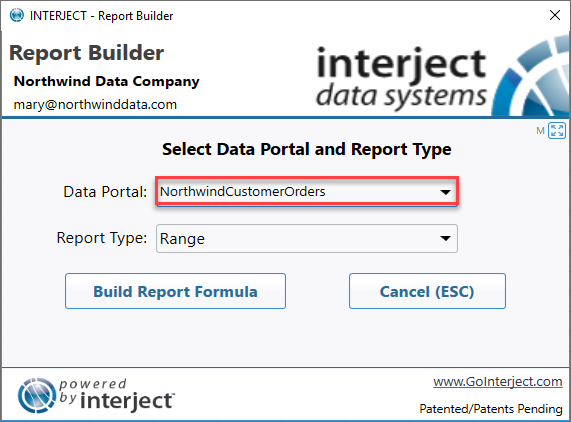 INTERJECT - Report Builder
Report Builder
Northwind Data Company
mary@northwinddata.com
interject
data systems
M
Select Data Portal and Report Type
Data Portal: NorthwindCustomerOrders
Report Type: Range
Build Report Formula Cancel (ESC)
powered
by interject™
www.GoInterject.com
Patented/Patents Pending